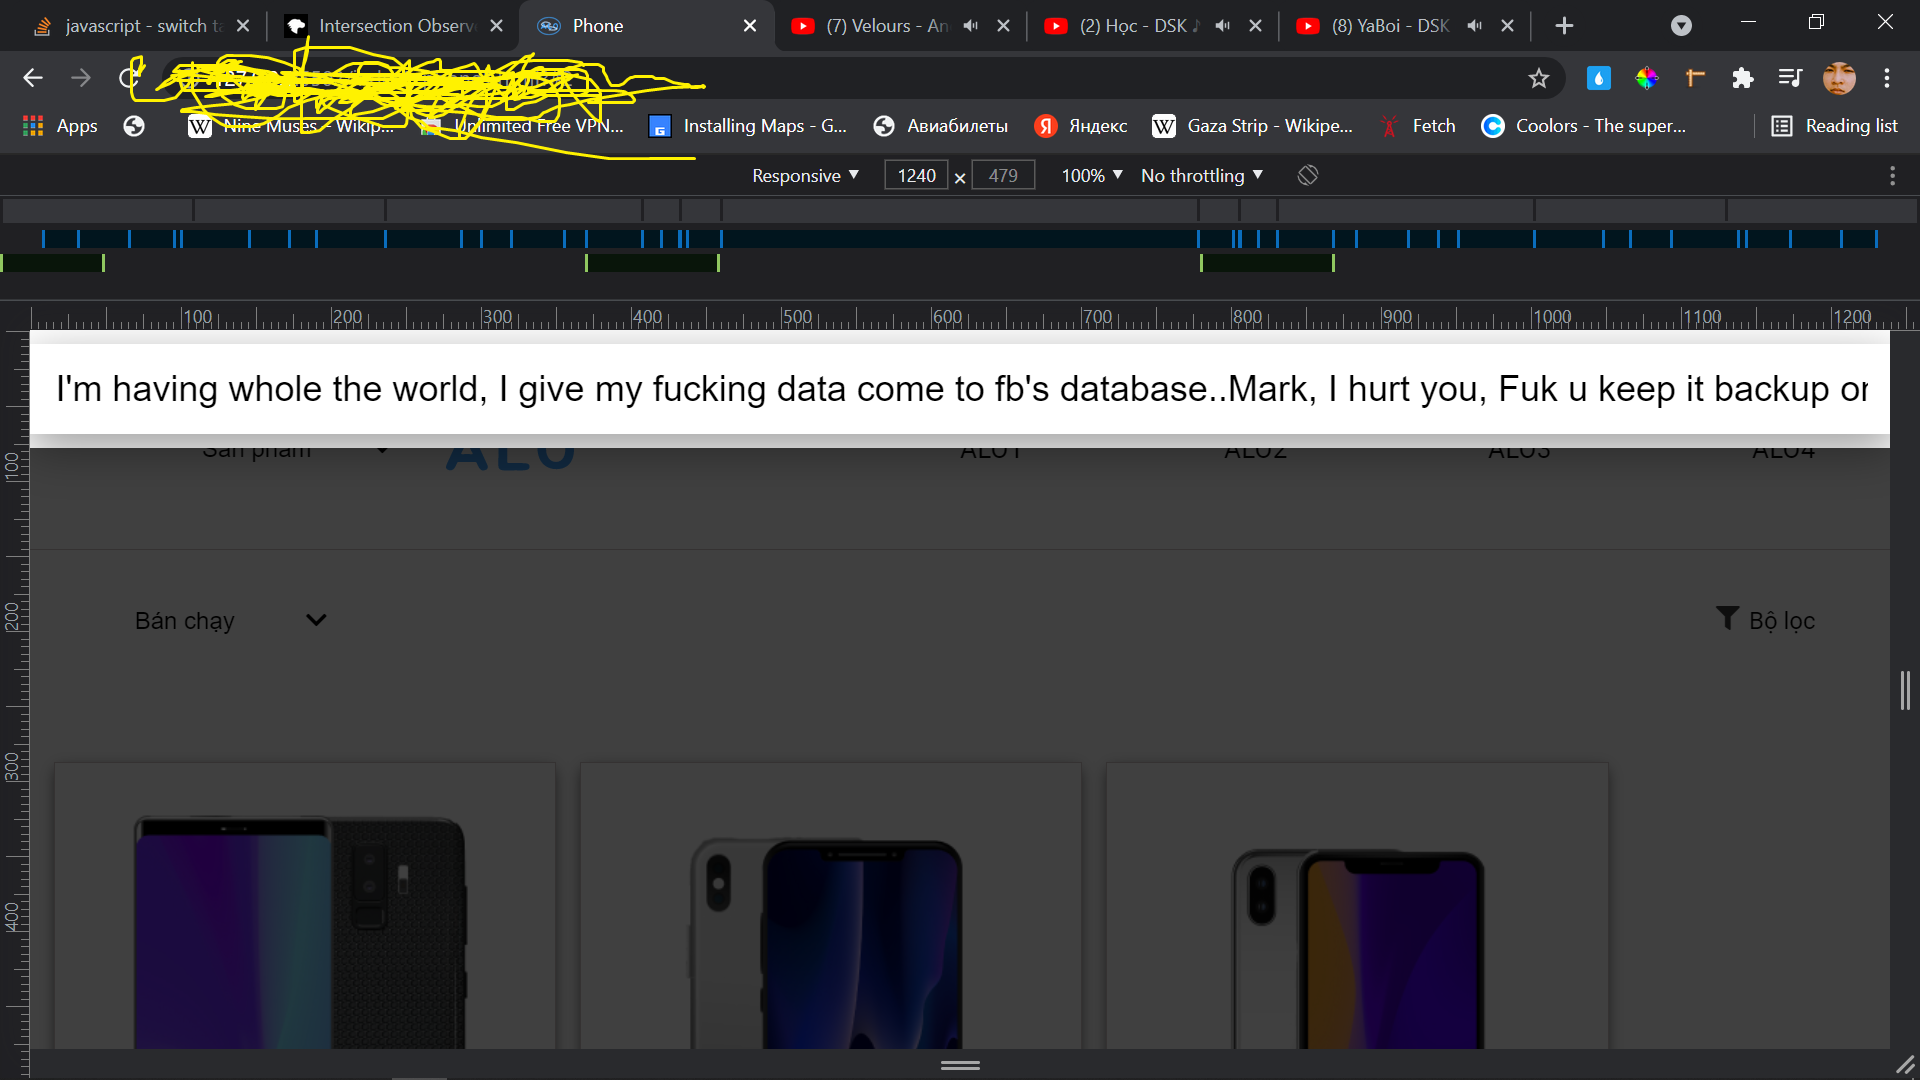 javascript - switch ta
Intersection Observe
Phone
(7) Velours - An
(2) Học - DSK ♪
(8) YaBoi - DSK
Apps
Nine Muses - Wikip...
Unlimited Free VPN...
Installing Maps - G...
Авиабилеты
Яндекс
Gaza Strip - Wikipe...
Fetch
Coolors - The super...
Reading list
Responsive
1240 × 479
100%
No throttling
100 200 300 400 500 600 700 800 900 1000 1100 1200
I'm having whole the world, I give my fucking data come to fb's database..Mark, I hurt you, Fuk u keep it backup or
Sản phẩm
ALO
ALO1
ALO2
ALO3
ALO4
100
Bán chạy
Bộ lọc
200
300
400